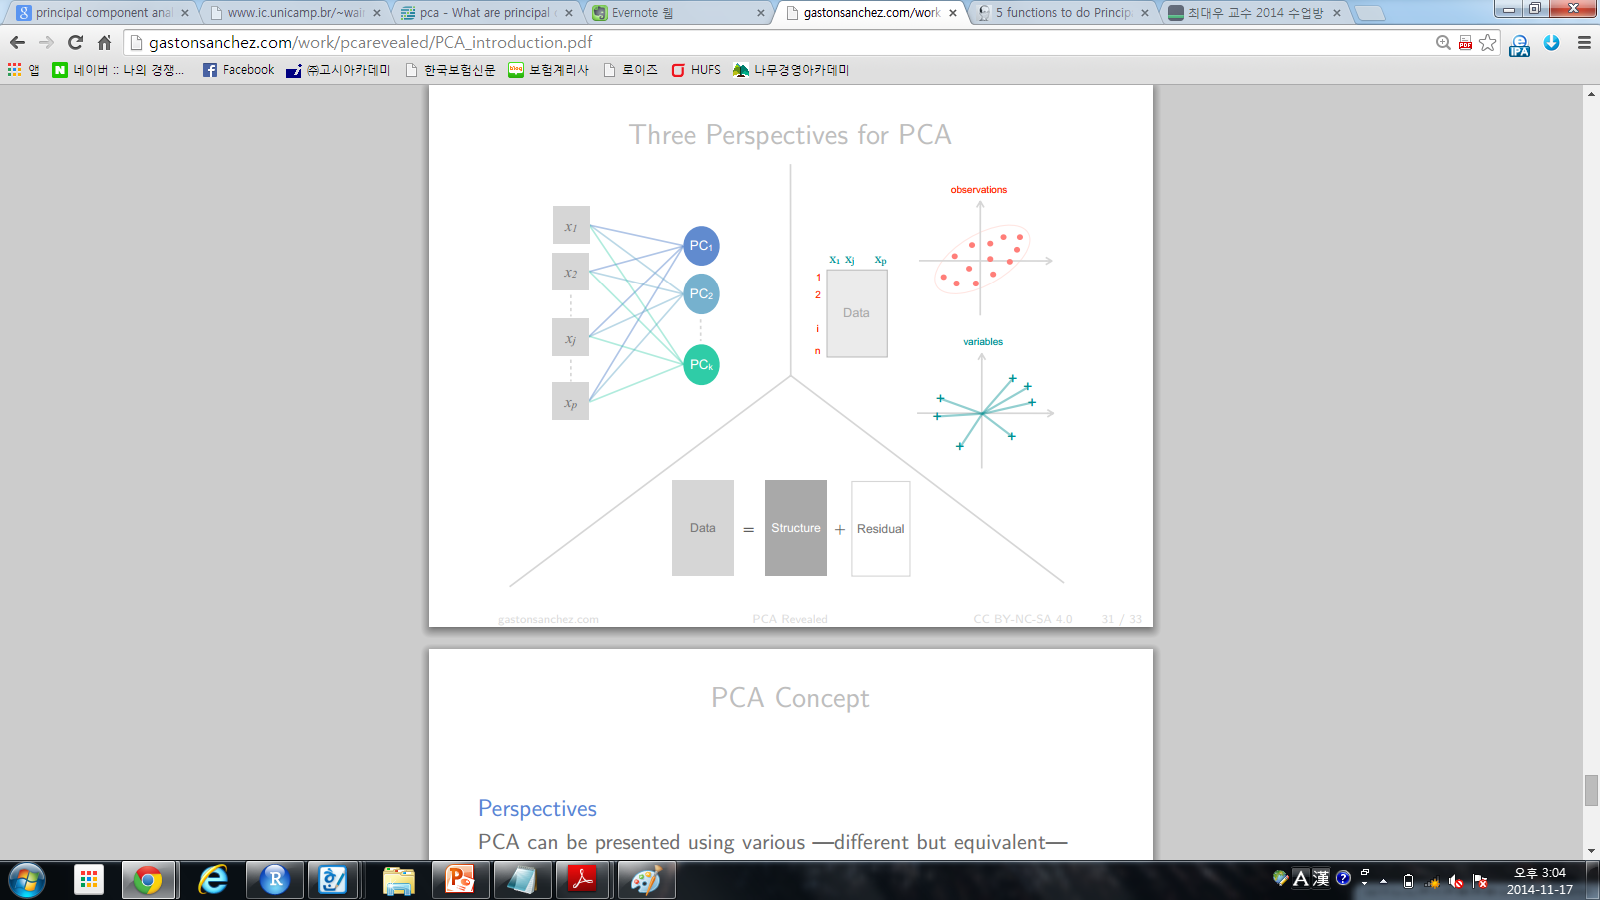 principal component anal
www.ic.unicamp.br/~wain
pca - What are principal c
Evernote 웹
gastonsanchez.com/work
5 functions to do Princip
최대우 교수 2014 수업방
gastonsanchez.com/work/pcarevealed/PCA_introduction.pdf
앱
네이버 :: 나의 경쟁...
Facebook
㈜고시아카데미
한국보험신문
보험계리사
로이즈
HUFS
나무경영아카데미
Three Perspectives for PCA
x1
x2
xj
xp
PC1
PC2
PCk
observations
x1 xj xp
1
2
i
n
Data
variables
Data = Structure + Residual
gastonsanchez.com PCA Revealed CC BY-NC-SA 4.0 31 / 33
PCA Concept
Perspectives
PCA can be presented using various —different but equivalent—
A 漢
오후 3:04
2014-11-17